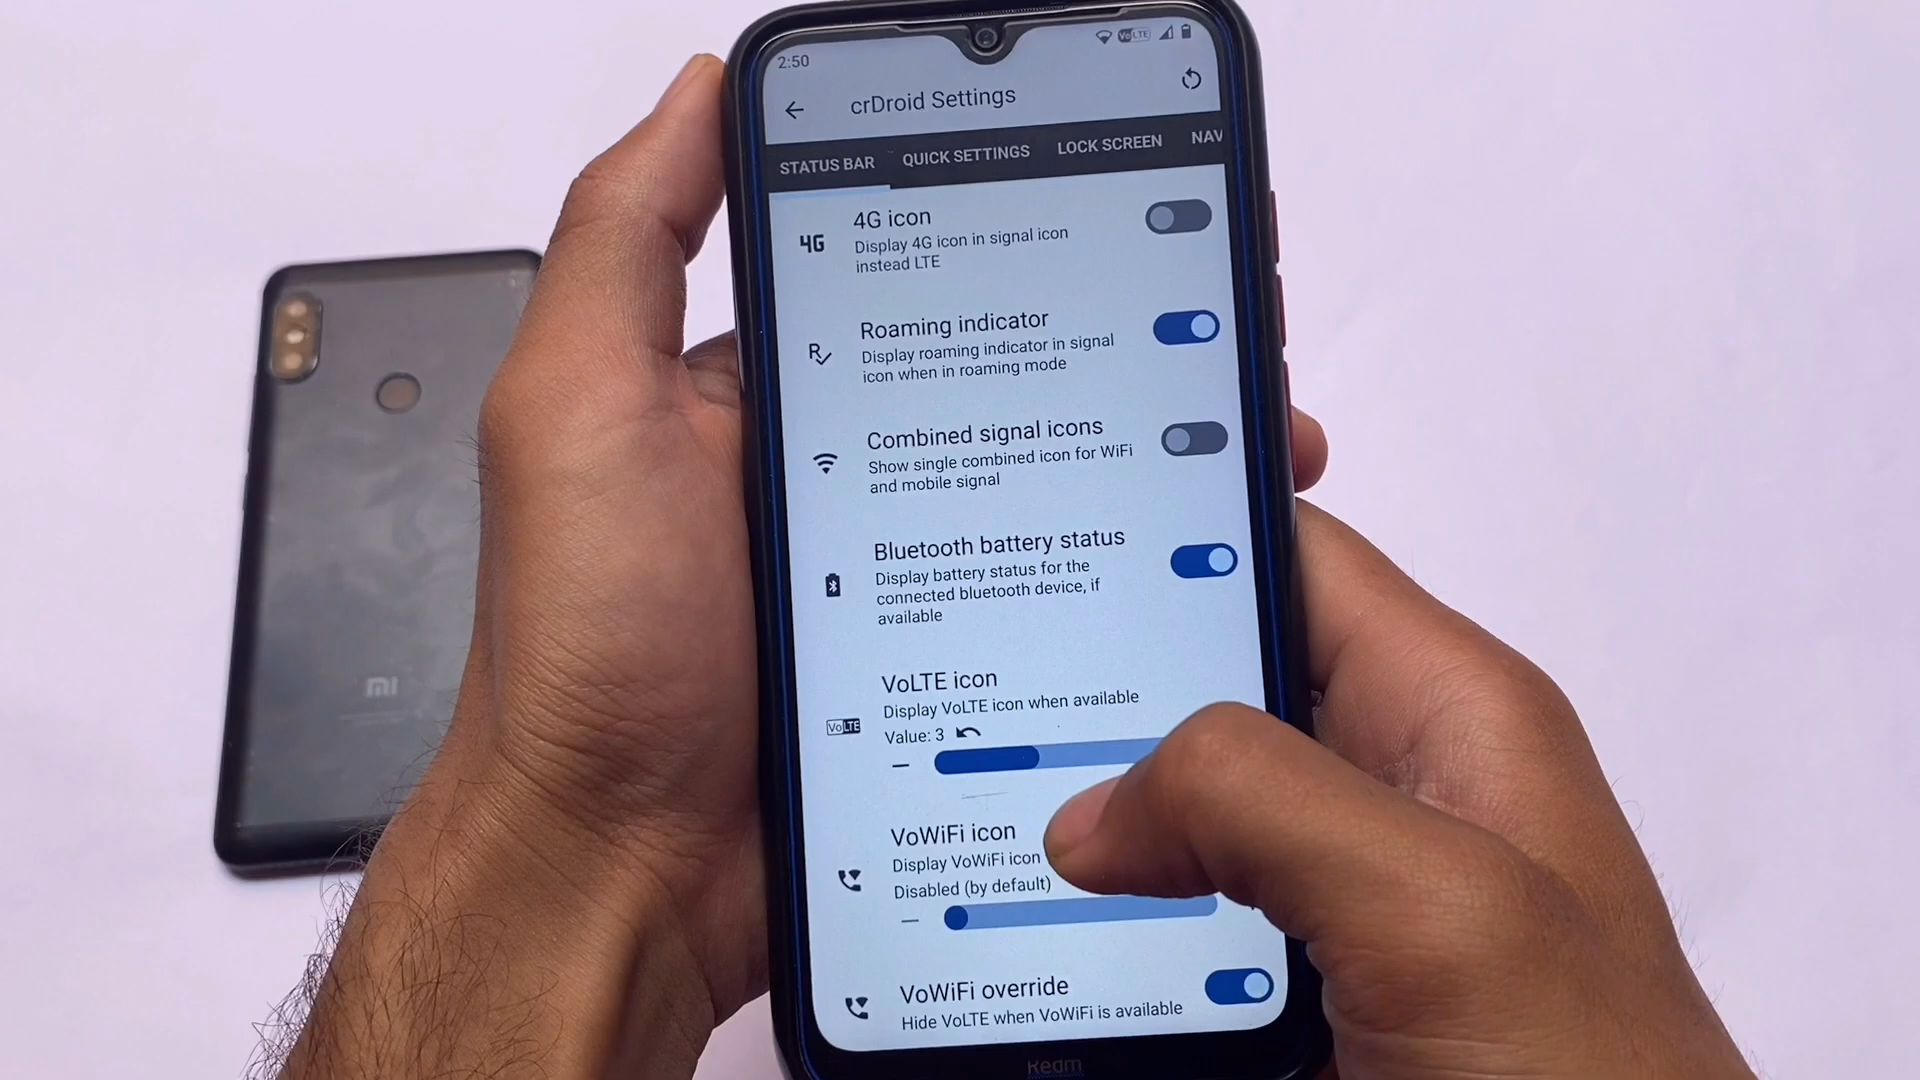 2:50
VoLTE
crDroid Settings
STATUS BAR QUICK SETTINGS LOCK SCREEN NAV
4G
4G icon
Display 4G icon in signal icon
instead LTE
R
Roaming indicator
Display roaming indicator in signal
icon when in roaming mode
Combined signal icons
Show single combined icon for WiFi
and mobile signal
Bluetooth battery status
Display battery status for the
connected bluetooth device, if
available
VoLTE
VoLTE icon
Display VoLTE icon when available
Value: 3
VoWiFi icon
Display VoWiFi icon
Disabled (by default)
VoWiFi override
Hide VoLTE when VoWiFi is available
Redm
mi